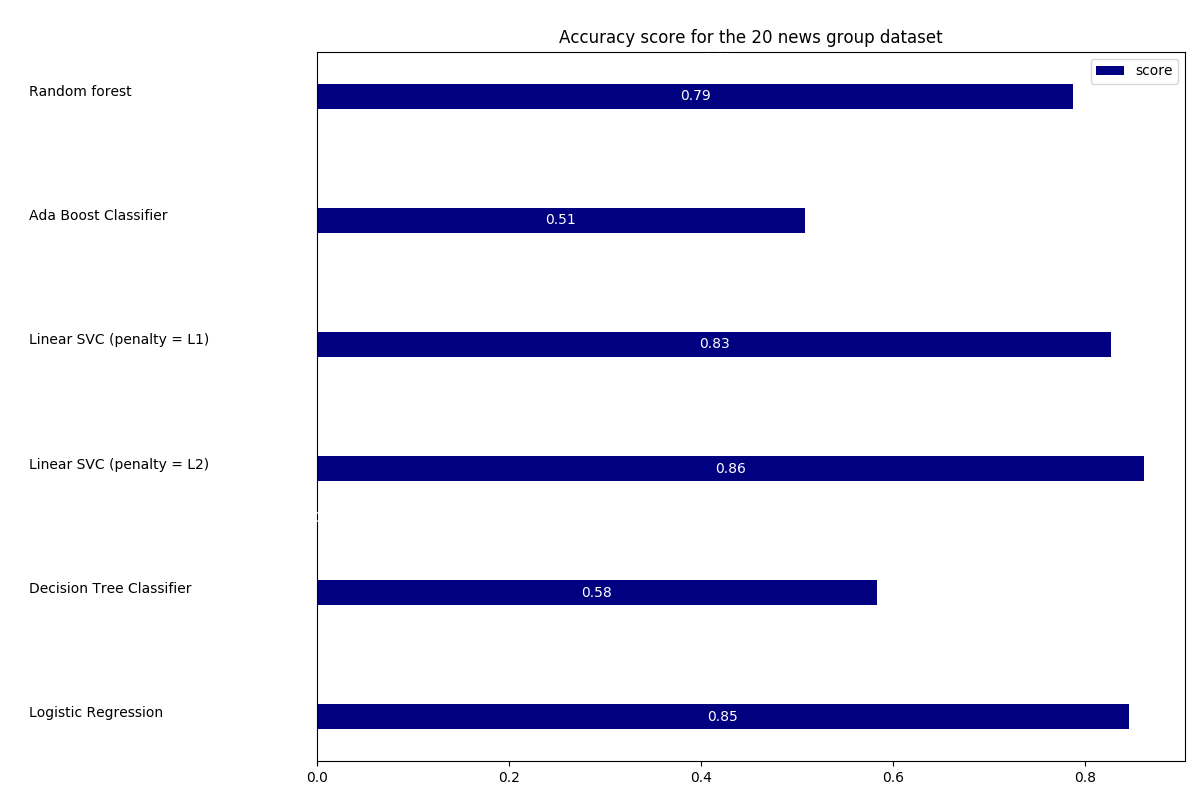 Accuracy score for the 20 news group dataset
score
Random forest
0.79
Ada Boost Classifier
0.51
Linear SVC (penalty = L1)
0.83
Linear SVC (penalty = L2)
0.86
Decision Tree Classifier
0.58
Logistic Regression
0.85
0.0 0.2 0.4 0.6 0.8